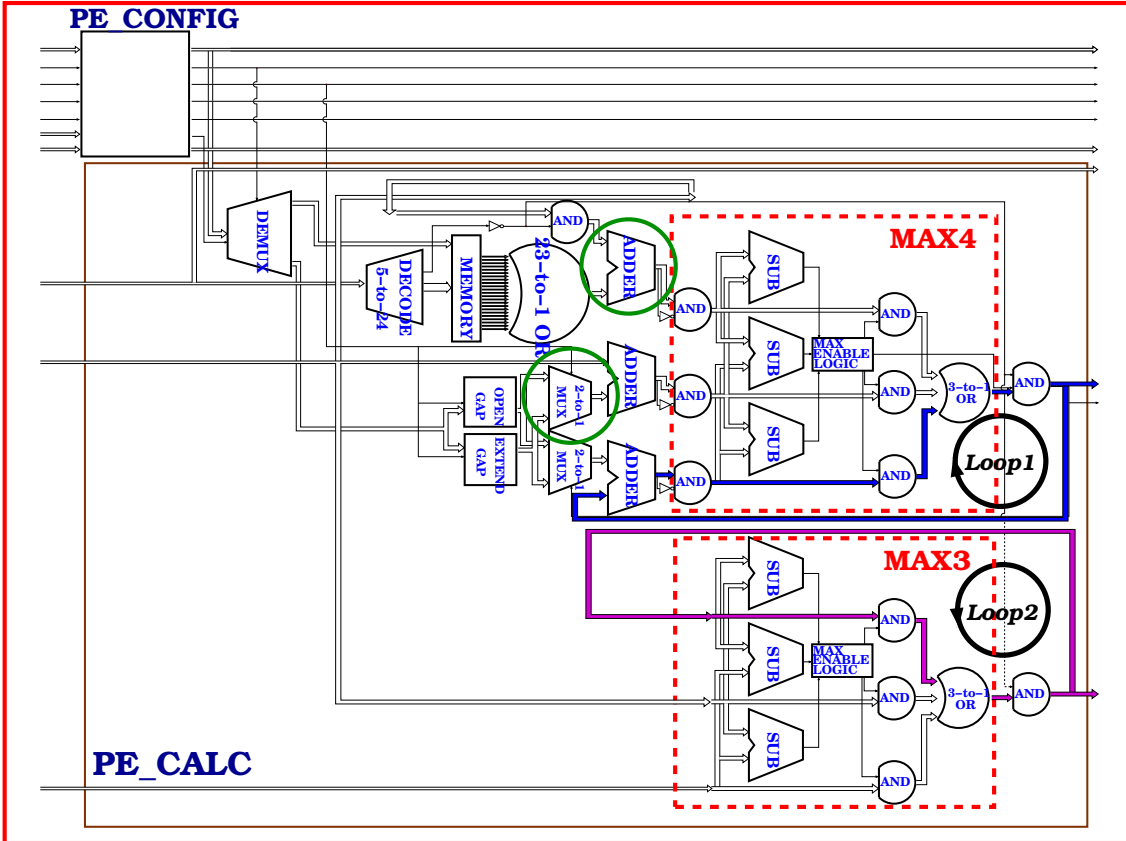 PE_CONFIG
DEMUX
5-to-24
DECODE
MEMORY
23-to-1 OR
AND
ADDER
AND
MAX4
SUB
SUB
SUB
MAX
ENABLE
LOGIC
AND
AND
AND
3-to-1
OR
AND
OPEN
GAP
EXTEND
GAP
2-to-1
MUX
2-to-1
MUX
ADDER
AND
ADDER
AND
Loop1
MAX3
SUB
SUB
SUB
MAX
ENABLE
LOGIC
AND
AND
AND
3-to-1
OR
AND
Loop2
PE_CALC